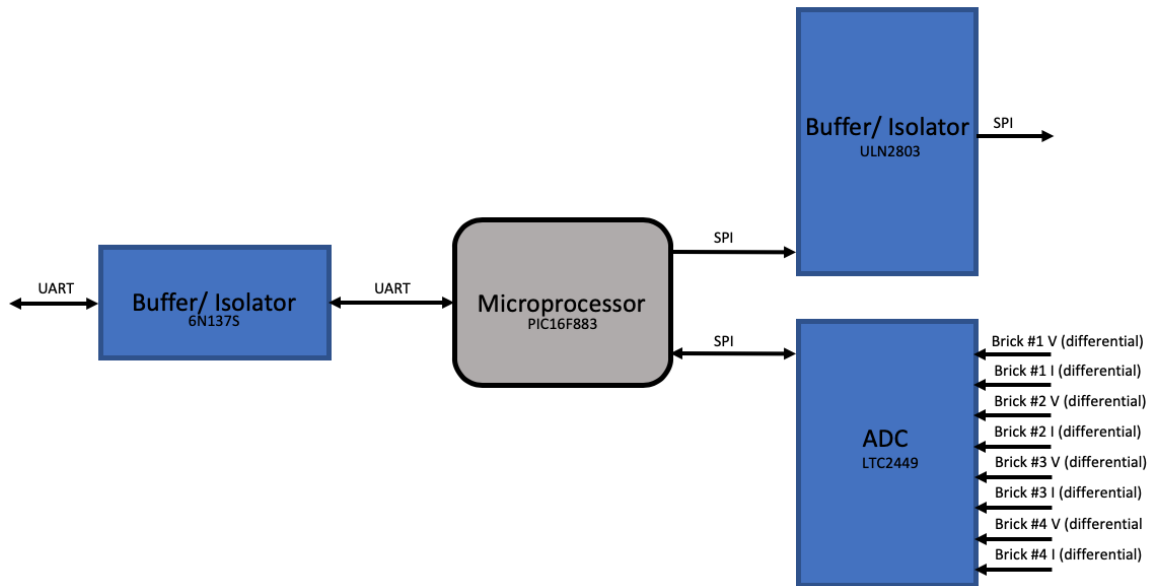 Buffer/ Isolator
ULN2803
SPI
SPI
UART
Buffer/ Isolator
6N137S
UART
Microprocessor
PIC16F883
SPI
ADC
LTC2449
Brick #1 V (differential)
Brick #1 I (differential)
Brick #2 V (differential)
Brick #2 I (differential)
Brick #3 V (differential)
Brick #3 I (differential)
Brick #4 V (differential
Brick #4 I (differential)